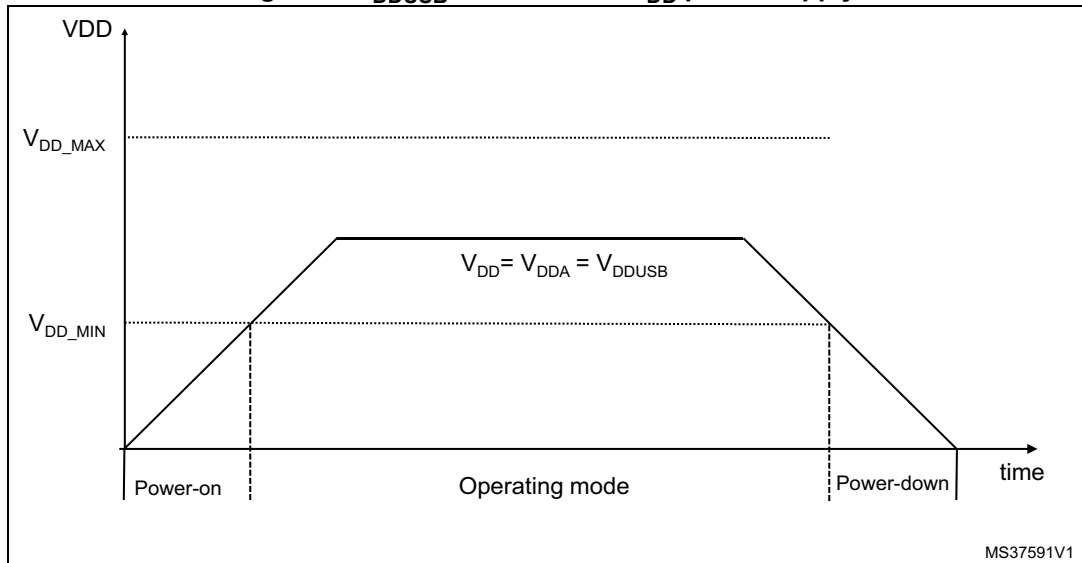 VDD
V_DD_MAX
V_DD= V_DDA = V_DDUSB
V_DD_MIN
time
Power-on Operating mode Power-down
MS37591V1